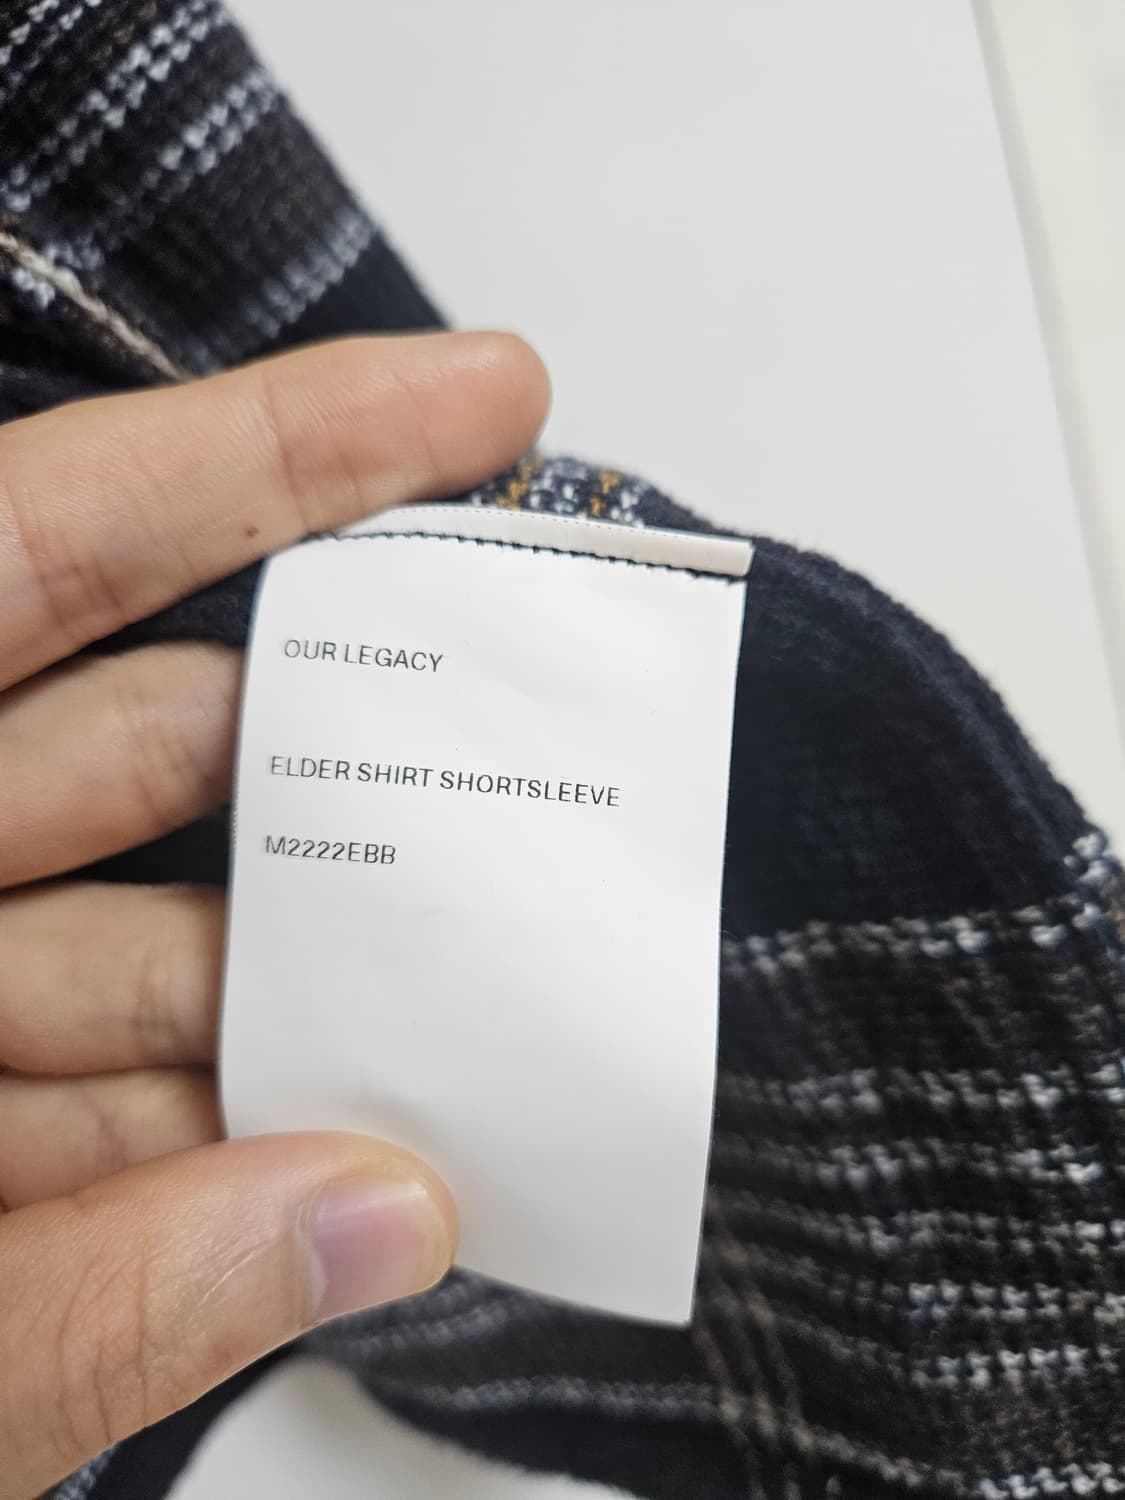 OUR LEGACY
ELDER SHIRT SHORTSLEEVE
M2222EBB